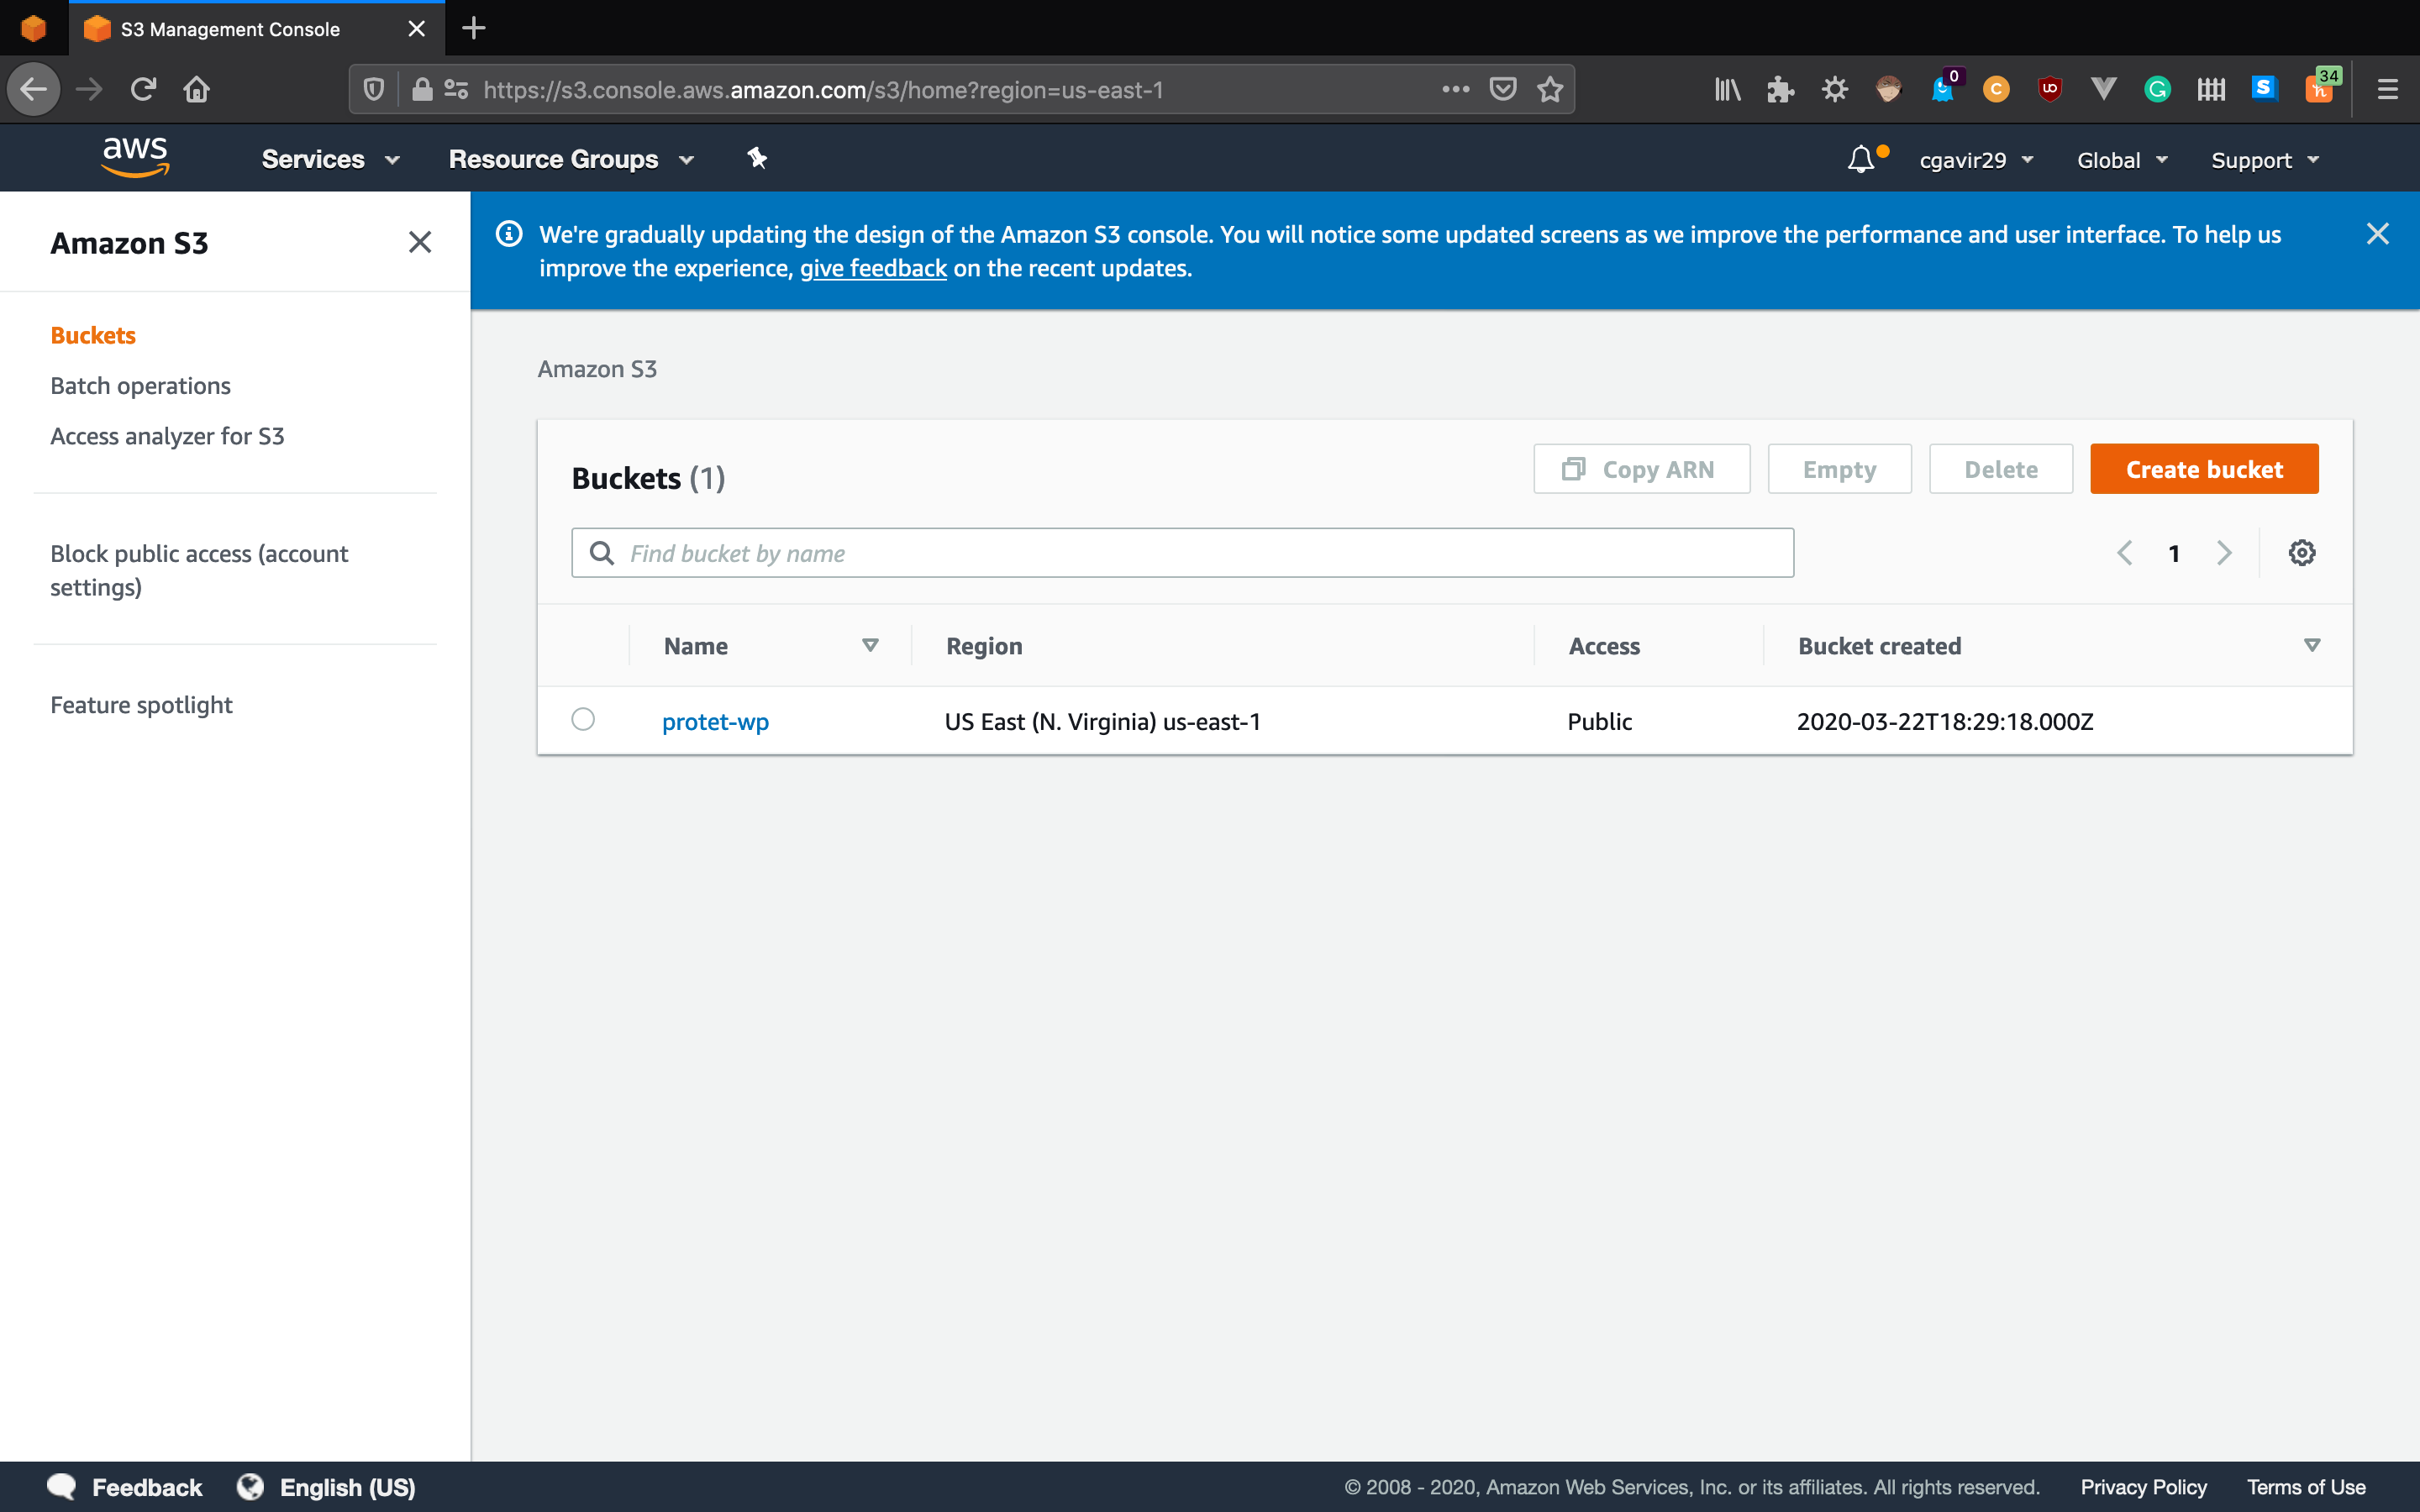 S3 Management Console
https://s3.console.aws.amazon.com/s3/home?region=us-east-1
0
C
UD
G
S
34
h
aws
Services
Resource Groups
cgavir29
Global
Support
Amazon S3
We're gradually updating the design of the Amazon S3 console. You will notice some updated screens as we improve the performance and user interface. To help us
improve the experience, give feedback on the recent updates.
Buckets
Batch operations
Access analyzer for S3
Block public access (account
settings)
Feature spotlight
Amazon S3
Buckets (1)
Copy ARN
Empty
Delete
Create bucket
Find bucket by name
1
Name
Region
Access
Bucket created
protet-wp
US East (N. Virginia) us-east-1
Public
2020-03-22T18:29:18.000Z
Feedback
English (US)
© 2008 - 2020, Amazon Web Services, Inc. or its affiliates. All rights reserved.
Privacy Policy
Terms of Use